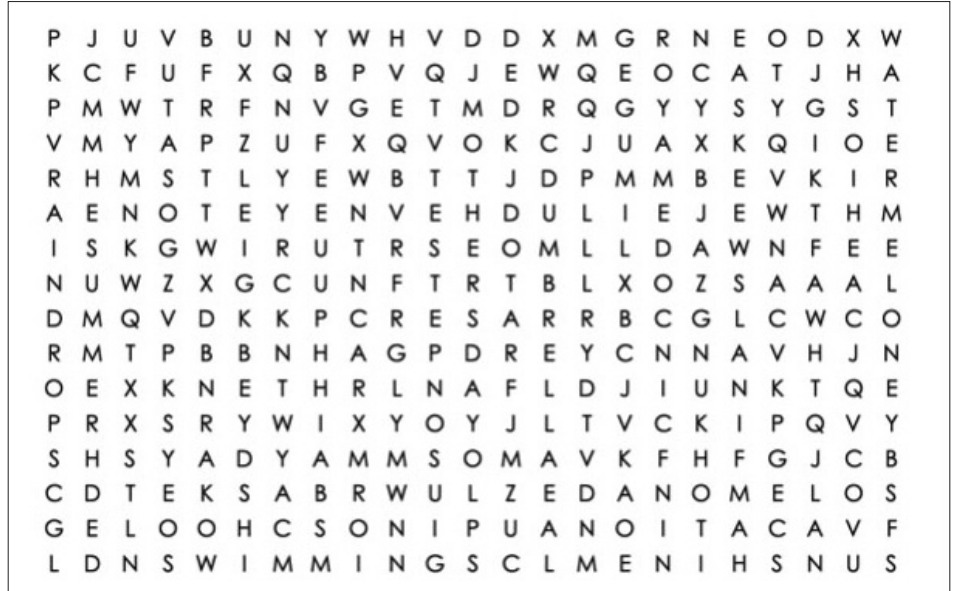 P J U V B U N Y W H V D D X M G R N E O D X W
K C F U F X Q B P V Q J E W Q E O C A T J H A
P M W T R F N V G E T M D R Q G Y Y S Y G S T
V M Y A P Z U F X Q V O K C J U A X K Q I O E
R H M S T L Y E W B T T J D P M M B E V K I R
A E N O T E Y E N V E H D U L I E J E W T H M
I S K G W I R U T R S E O M L L D A W N F E E
N U W Z X G C U N F T R T B L X O Z S A A A L
D M Q V D K K P C R E S A R R B C G L C W C O
R M T P B B N H A G P D R E Y C N N A V H J N
O E X K N E T H R L N A F L D J I U N K T Q E
P R X S R Y W I X Y O Y J L T V C K I P Q V Y
S H S Y A D Y A M M S O M A V K F H F G J C B
C D T E K S A B R W U L Z E D A N O M E L O S
G E L O O H C S O N I P U A N O I T A C A V F
L D N S W I M M I N G S C L M E N I H S N U S